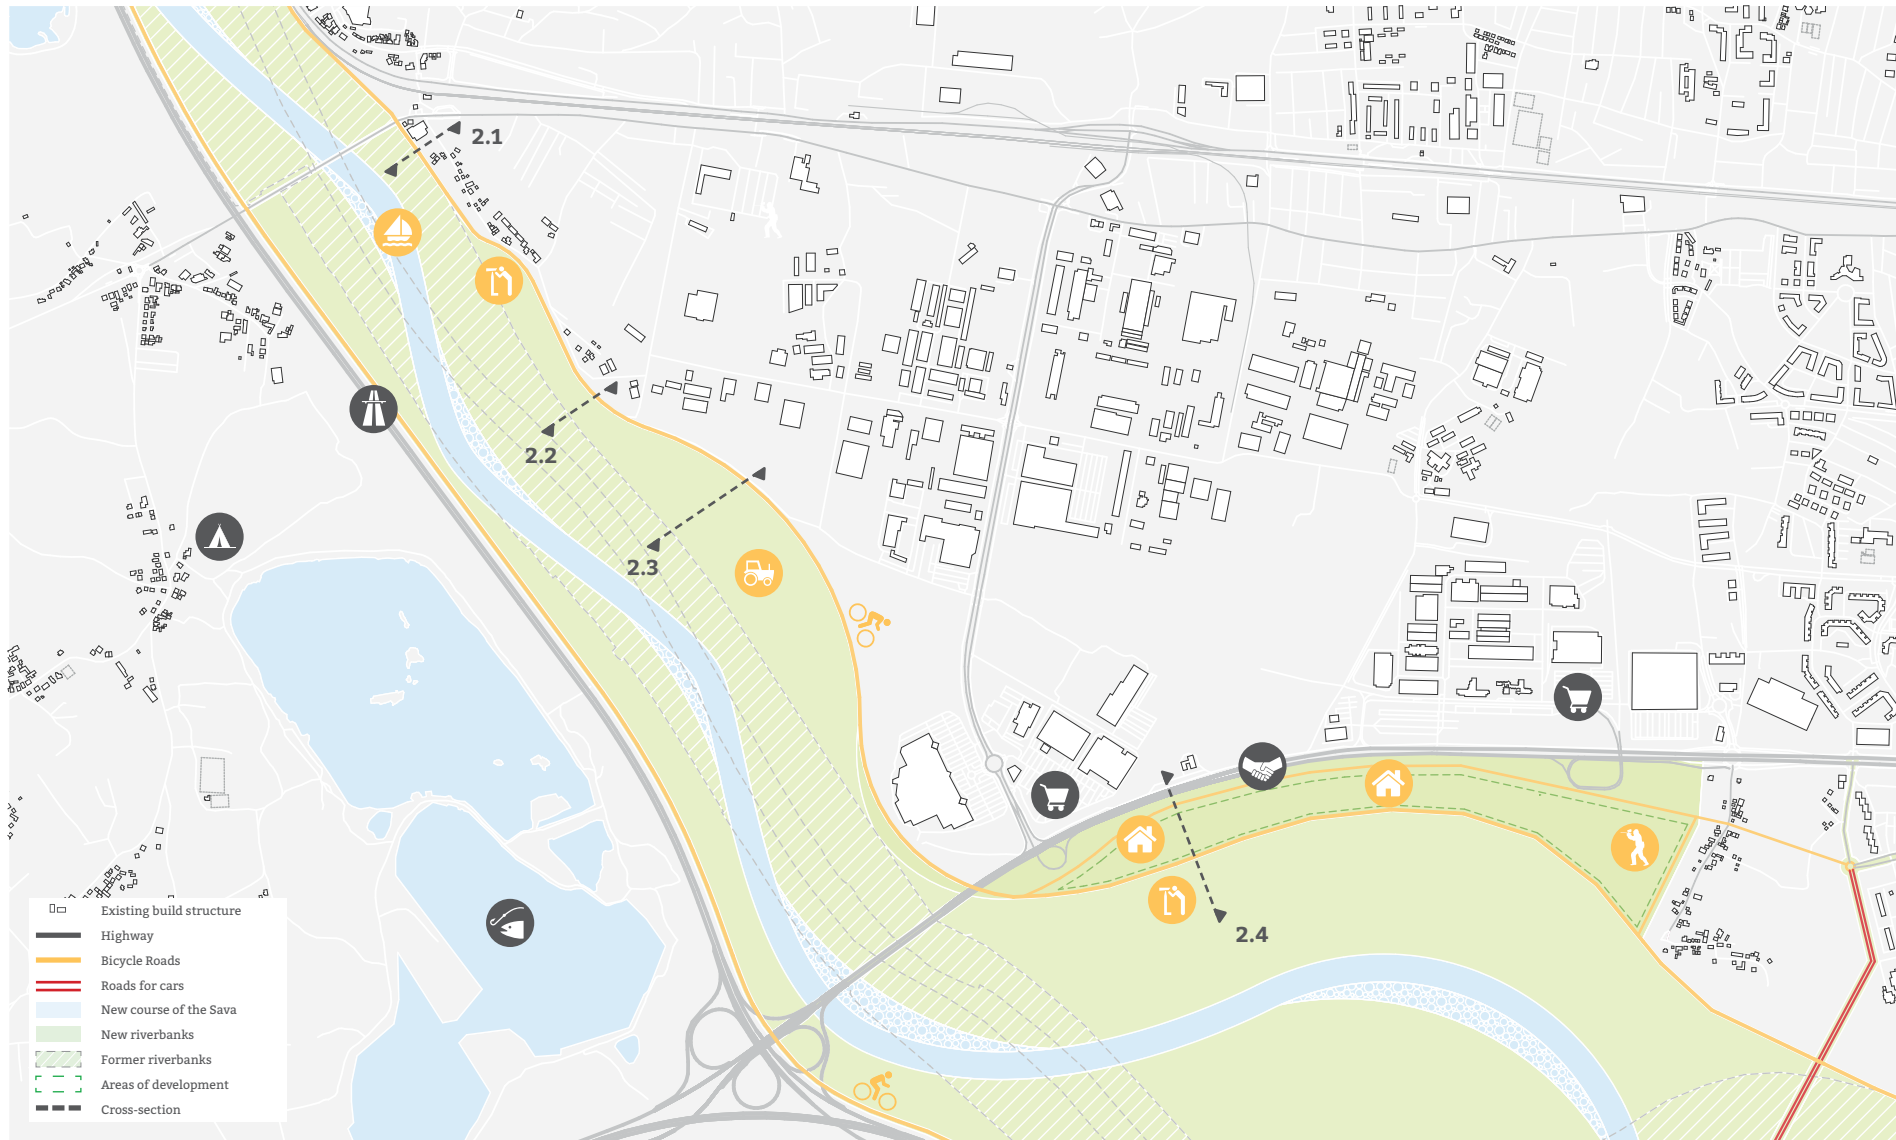 2.1
2.2
2.3
2.4
Existing build structure
Highway
Bicycle Roads
Roads for cars
New course of the Sava
New riverbanks
Former riverbanks
Areas of development
Cross-section